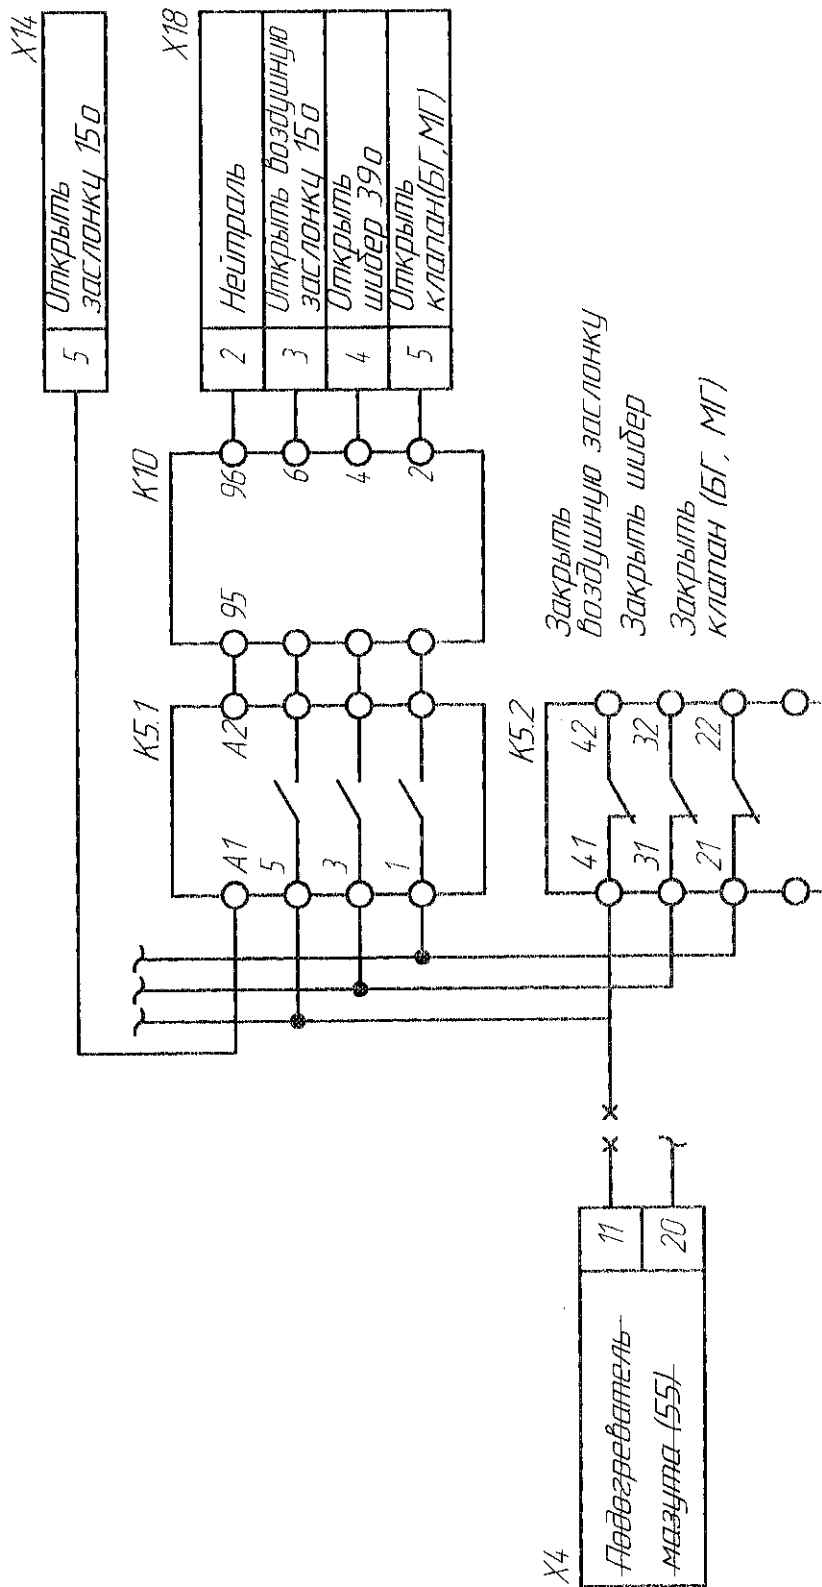 X14
5
Открыть
заслонку 15о
X18
2
Нейтраль
3
Открыть воздушную
заслонку 15о
4
Открыть
шибер 39о
5
Открыть
клапан(БГ,МГ)
K10
95
96
6
4
2
K5.1
A1
A2
5
3
1
K5.2
41
42
31
32
21
22
Закрыть
воздушную заслонку
Закрыть шибер
Закрыть
клапан (БГ, МГ)
X4
Подогреватель
мазута (55)
11
20